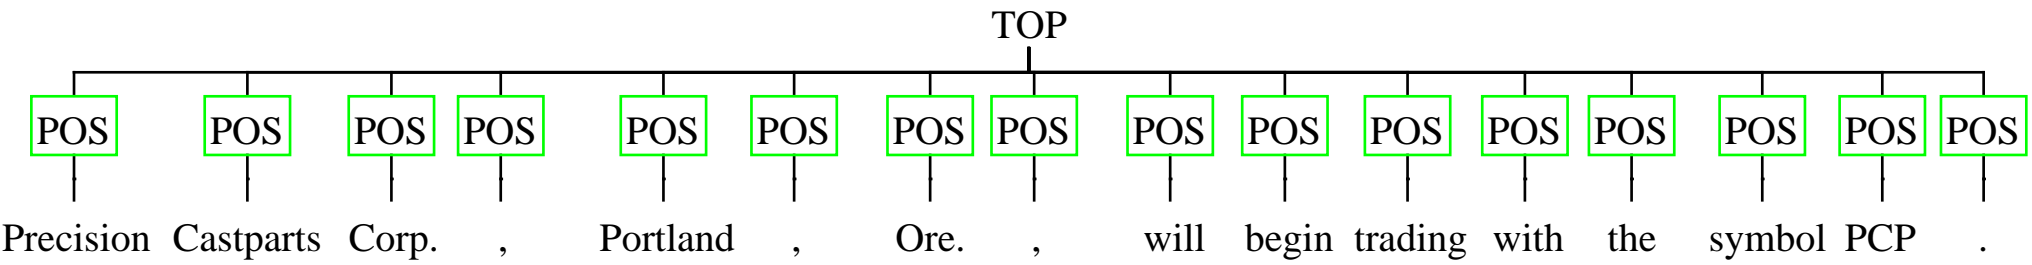 TOP
POS POS POS POS POS POS POS POS POS POS POS POS POS POS POS POS
Precision Castparts Corp. , Portland , Ore. , will begin trading with the symbol PCP .